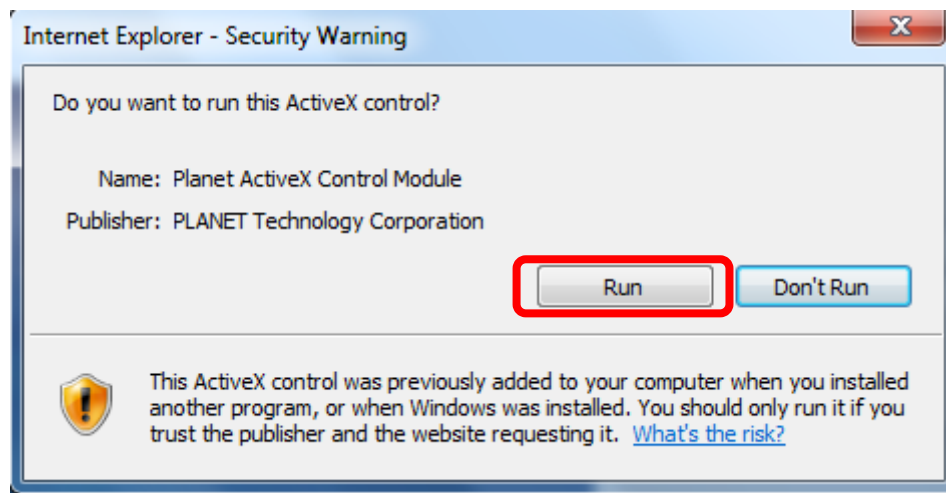 Internet Explorer - Security Warning
Do you want to run this ActiveX control?
Name: Planet ActiveX Control Module
Publisher: PLANET Technology Corporation
Run
Don't Run
This ActiveX control was previously added to your computer when you installed
another program, or when Windows was installed. You should only run it if you
trust the publisher and the website requesting it. What's the risk?